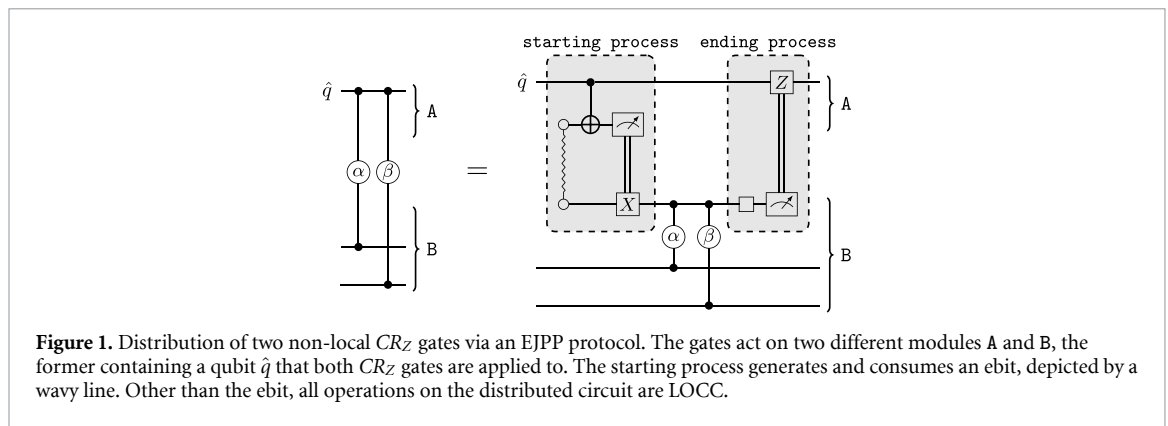 starting process ending process
q̂ A α β B
=
q̂ Z A
X
α β B
Figure 1. Distribution of two non-local CR_Z gates via an EJPP protocol. The gates act on two different modules A and B, the
former containing a qubit q̂ that both CR_Z gates are applied to. The starting process generates and consumes an ebit, depicted by a
wavy line. Other than the ebit, all operations on the distributed circuit are LOCC.